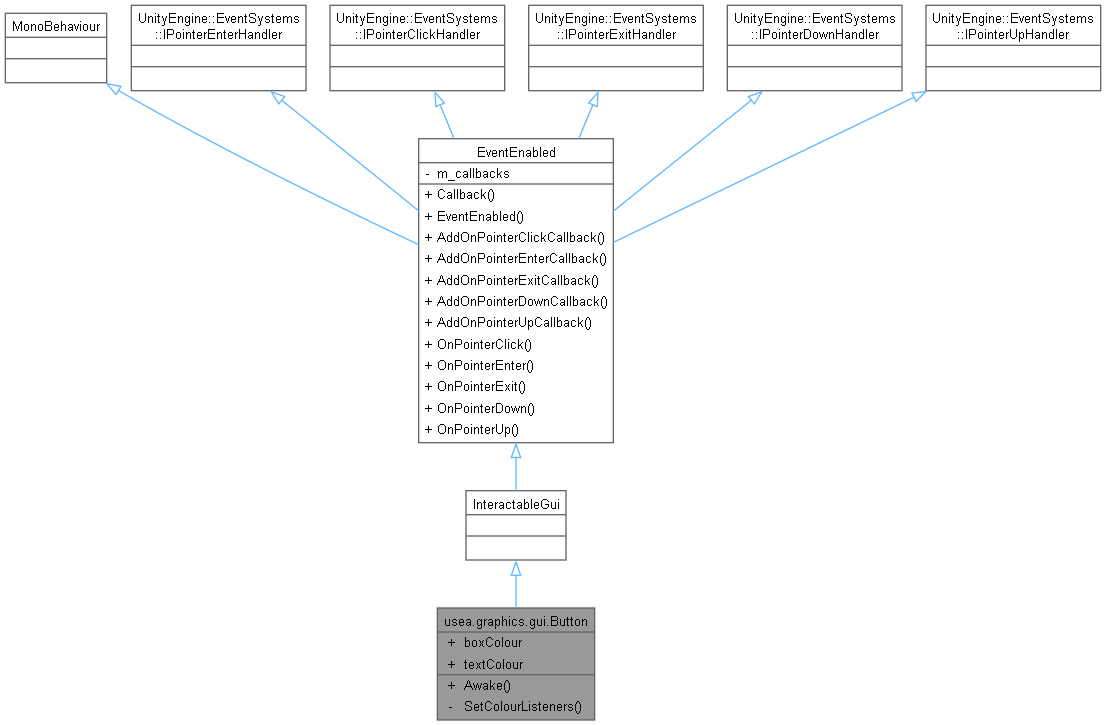 MonoBehaviour
UnityEngine::EventSystems
::IPointerEnterHandler
UnityEngine::EventSystems
::IPointerClickHandler
UnityEngine::EventSystems
::IPointerExitHandler
UnityEngine::EventSystems
::IPointerDownHandler
UnityEngine::EventSystems
::IPointerUpHandler
EventEnabled
- m_callbacks
+ Callback()
+ EventEnabled()
+ AddOnPointerClickCallback()
+ AddOnPointerEnterCallback()
+ AddOnPointerExitCallback()
+ AddOnPointerDownCallback()
+ AddOnPointerUpCallback()
+ OnPointerClick()
+ OnPointerEnter()
+ OnPointerExit()
+ OnPointerDown()
+ OnPointerUp()
InteractableGui
usea.graphics.gui.Button
+ boxColour
+ textColour
+ Awake()
- SetColourListeners()